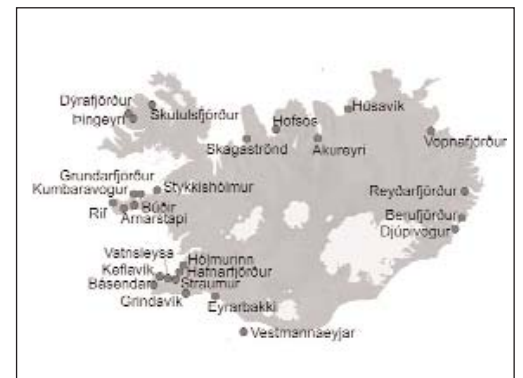 Dýrafjörður
Þingeyri
Skutulsfjörður
Húsavík
Hofsós
Skagaströnd
Akureyri
Vopnafjörður
Grundarfjörður
Kumbaravogur
Stykkishólmur
Rif
Búðir
Arnarstapi
Reyðarfjörður
Berufjörður
Djúpivogur
Vatnsleysa
Hólmurinn
Keflavík
Hafnarfjörður
Básendar
Straumur
Grindavík
Eyrarbakki
Vestmannaeyjar